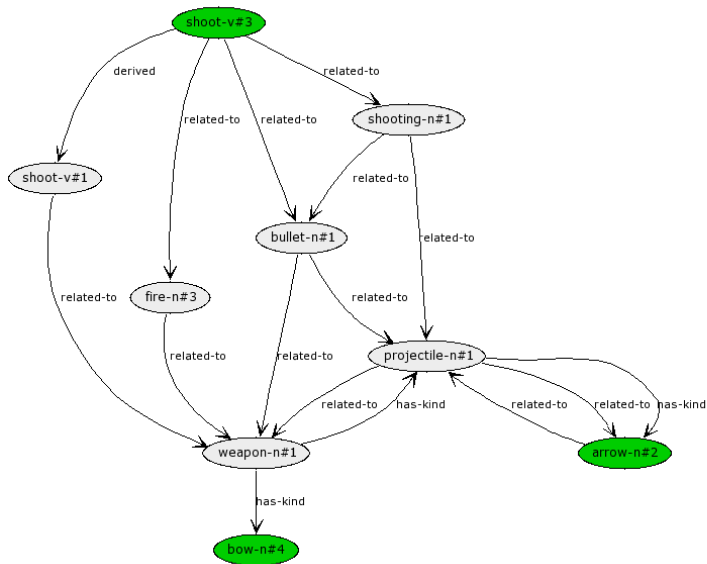 shoot-v#3
derived
related-to
shooting-n#1
related-to
related-to
shoot-v#1
related-to
bullet-n#1
related-to
related-to
fire-n#3
related-to
related-to
related-to
projectile-n#1
related-to
has-kind
related-to
related-to
has-kind
weapon-n#1
arrow-n#2
has-kind
bow-n#4